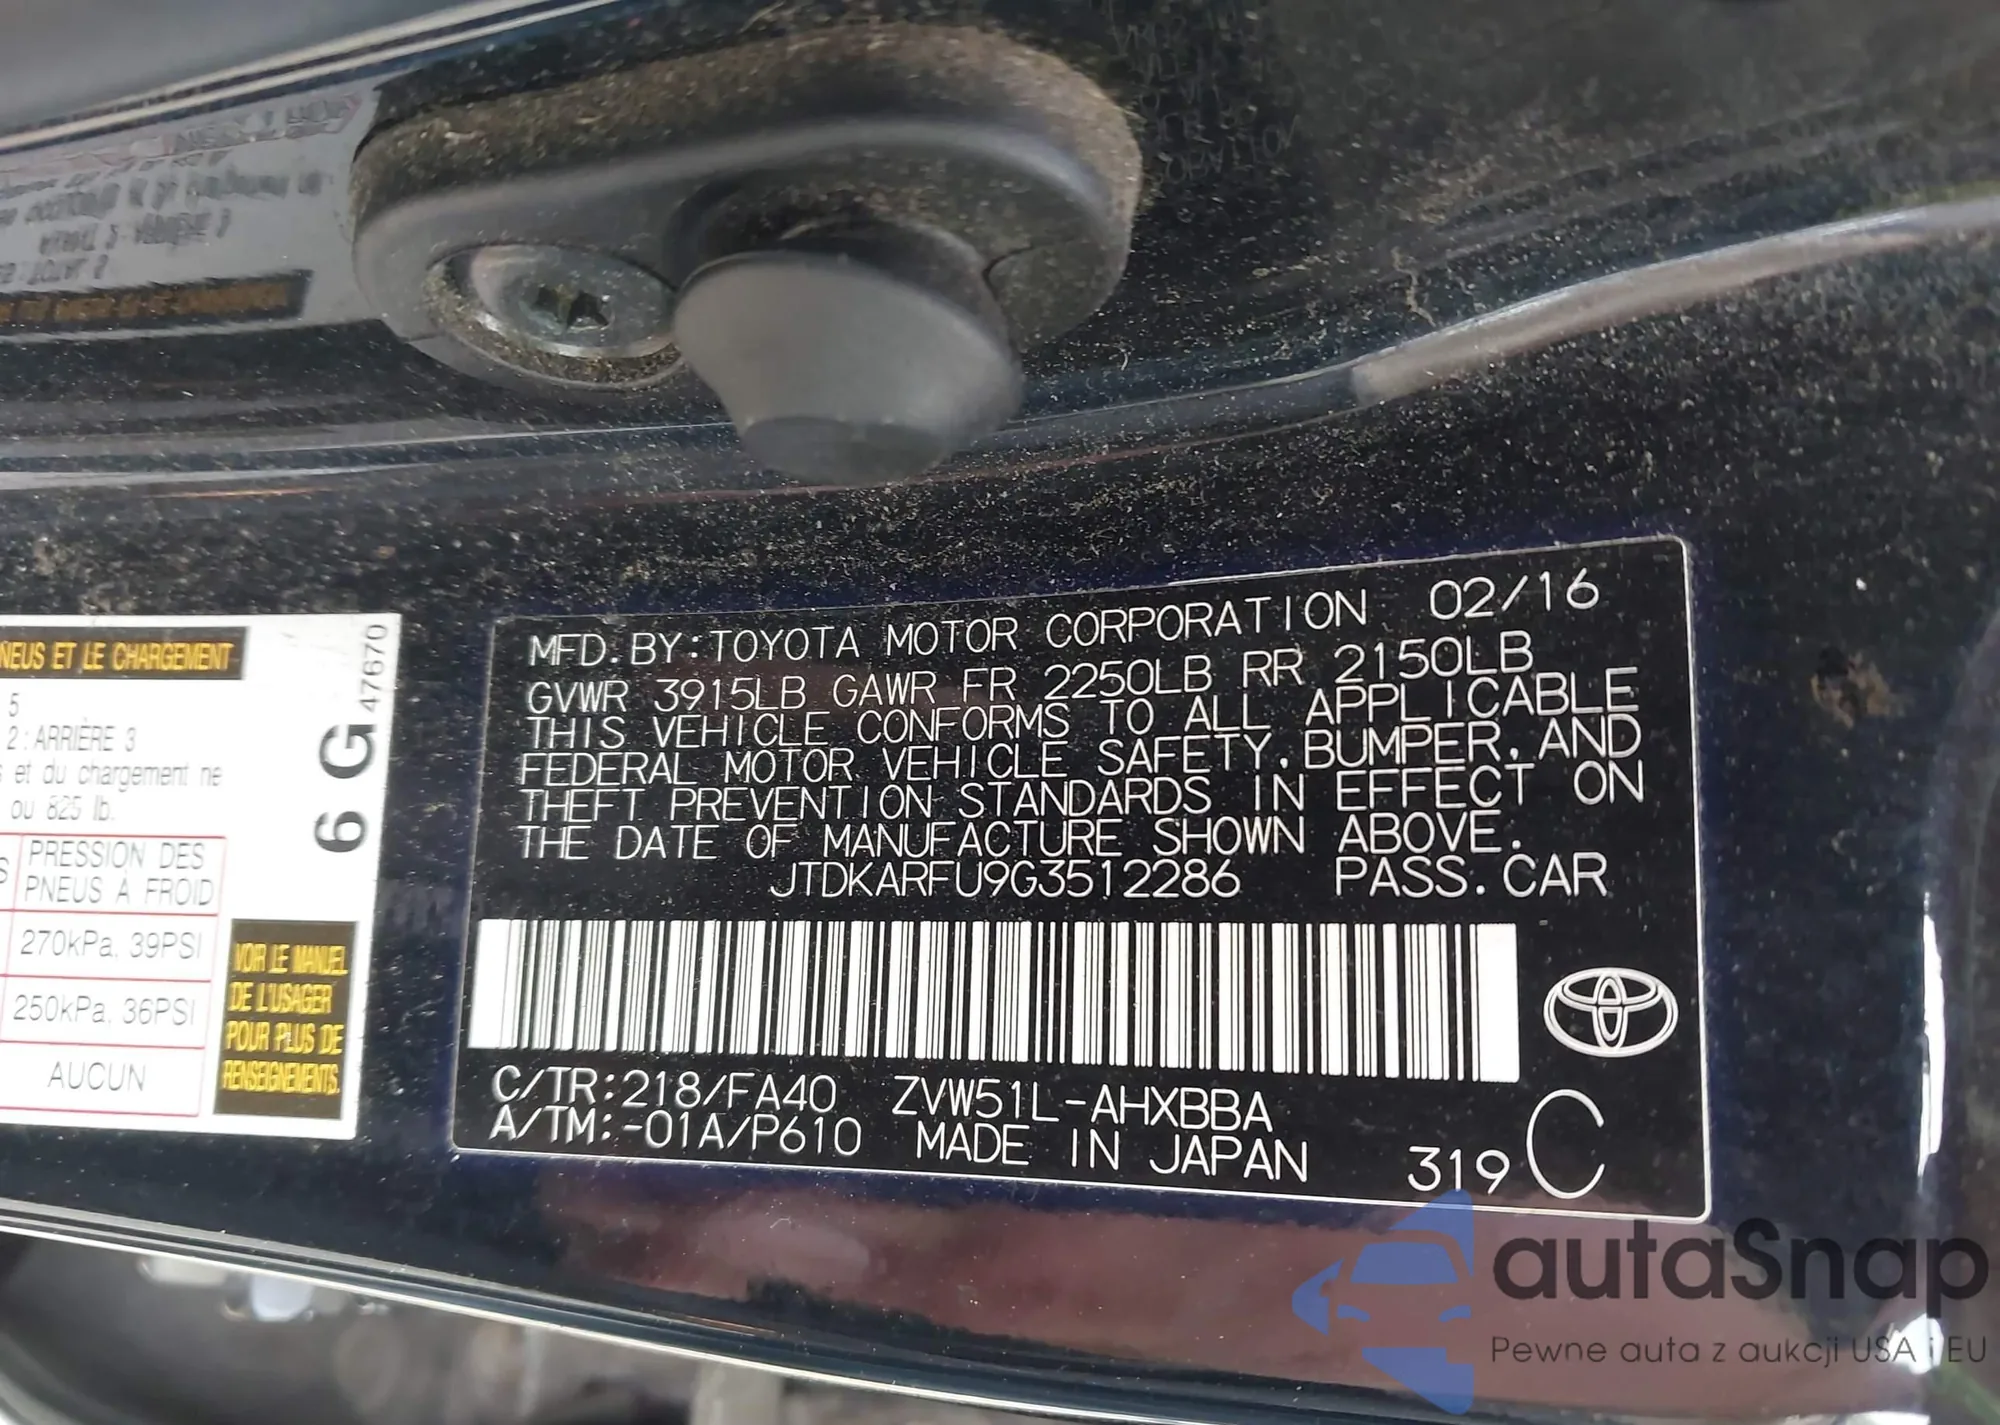 NEUS ET LE CHARGEMENT
5
2:ARRIÈRE 3
et du chargement ne
ou 825 lb.
PRESSION DES
PNEUS À FROID
270kPa, 39PSI
250kPa, 36PSI
AUCUN
6 G
47670
VOIR LE MANUEL
DE L'USAGER
POUR PLUS DE
RENSEIGNEMENTS.
MFD. BY:TOYOTA MOTOR CORPORATION 02/16
GVWR 3915LB GAWR FR 2250LB RR 2150LB
THIS VEHICLE CONFORMS TO ALL APPLICABLE
FEDERAL MOTOR VEHICLE SAFETY, BUMPER, AND
THEFT PREVENTION STANDARDS IN EFFECT ON
THE DATE OF MANUFACTURE SHOWN ABOVE.
JTDKARFU9G3512286 PASS. CAR
C/TR:218/FA40 ZVW51L-AHXBBA
A/TM:-01A/P610 MADE IN JAPAN 319 C
autaSnap
Pewne auta z aukcji USA i EU